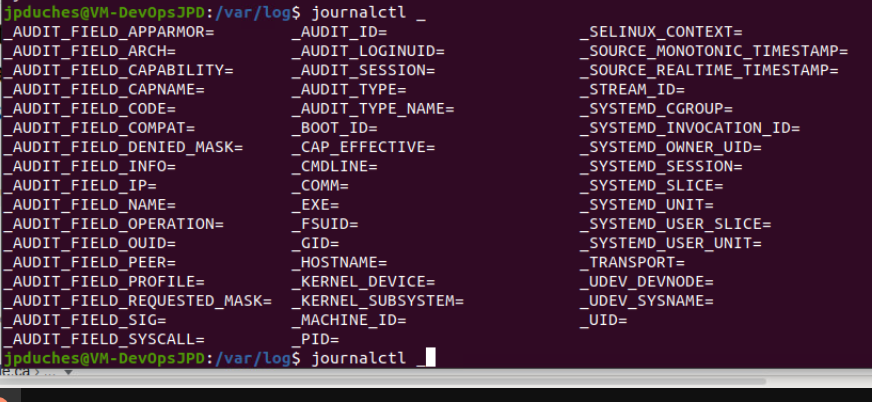 jpduches@VM-DevOpsJPD:/var/log$ journalctl _
_AUDIT_FIELD_APPARMOR= _AUDIT_ID= _SELINUX_CONTEXT=
_AUDIT_FIELD_ARCH= _AUDIT_LOGINUID= _SOURCE_MONOTONIC_TIMESTAMP=
_AUDIT_FIELD_CAPABILITY= _AUDIT_SESSION= _SOURCE_REALTIME_TIMESTAMP=
_AUDIT_FIELD_CAPNAME= _AUDIT_TYPE= _STREAM_ID=
_AUDIT_FIELD_CODE= _AUDIT_TYPE_NAME= _SYSTEMD_CGROUP=
_AUDIT_FIELD_COMPAT= _BOOT_ID= _SYSTEMD_INVOCATION_ID=
_AUDIT_FIELD_DENIED_MASK= _CAP_EFFECTIVE= _SYSTEMD_OWNER_UID=
_AUDIT_FIELD_INFO= _CMDLINE= _SYSTEMD_SESSION=
_AUDIT_FIELD_IP= _COMM= _SYSTEMD_SLICE=
_AUDIT_FIELD_NAME= _EXE= _SYSTEMD_UNIT=
_AUDIT_FIELD_OPERATION= _FSUID= _SYSTEMD_USER_SLICE=
_AUDIT_FIELD_OUID= _GID= _SYSTEMD_USER_UNIT=
_AUDIT_FIELD_PEER= _HOSTNAME= _TRANSPORT=
_AUDIT_FIELD_PROFILE= _KERNEL_DEVICE= _UDEV_DEVNODE=
_AUDIT_FIELD_REQUESTED_MASK= _KERNEL_SUBSYSTEM= _UDEV_SYSNAME=
_AUDIT_FIELD_SIG= _MACHINE_ID= _UID=
_AUDIT_FIELD_SYSCALL= _PID=
jpduches@VM-DevOpsJPD:/var/log$ journalctl _